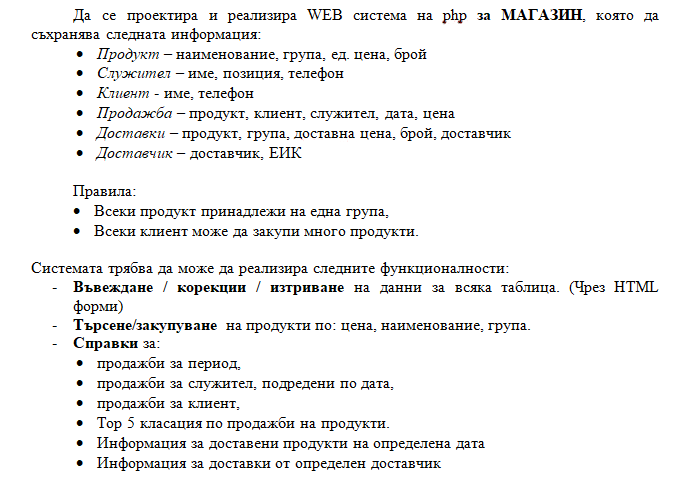 Да се проектира и реализира WEB система на php за МАГАЗИН, която да
съхранява следната информация:
• Продукт – наименование, група, ед. цена, брой
• Служител – име, позиция, телефон
• Клиент - име, телефон
• Продажба – продукт, клиент, служител, дата, цена
• Доставки – продукт, група, доставна цена, брой, доставчик
• Доставчик – доставчик, ЕИК
Правила:
• Всеки продукт принадлежи на една група,
• Всеки клиент може да закупи много продукти.
Системата трябва да може да реализира следните функционалности:
- Въвеждане / корекции / изтриване на данни за всяка таблица. (Чрез HTML
форми)
- Търсене/закупуване на продукти по: цена, наименование, група.
- Справки за:
• продажби за период,
• продажби за служител, подредени по дата,
• продажби за клиент,
• Top 5 класация по продажби на продукти.
• Информация за доставени продукти на определена дата
• Информация за доставки от определен доставчик